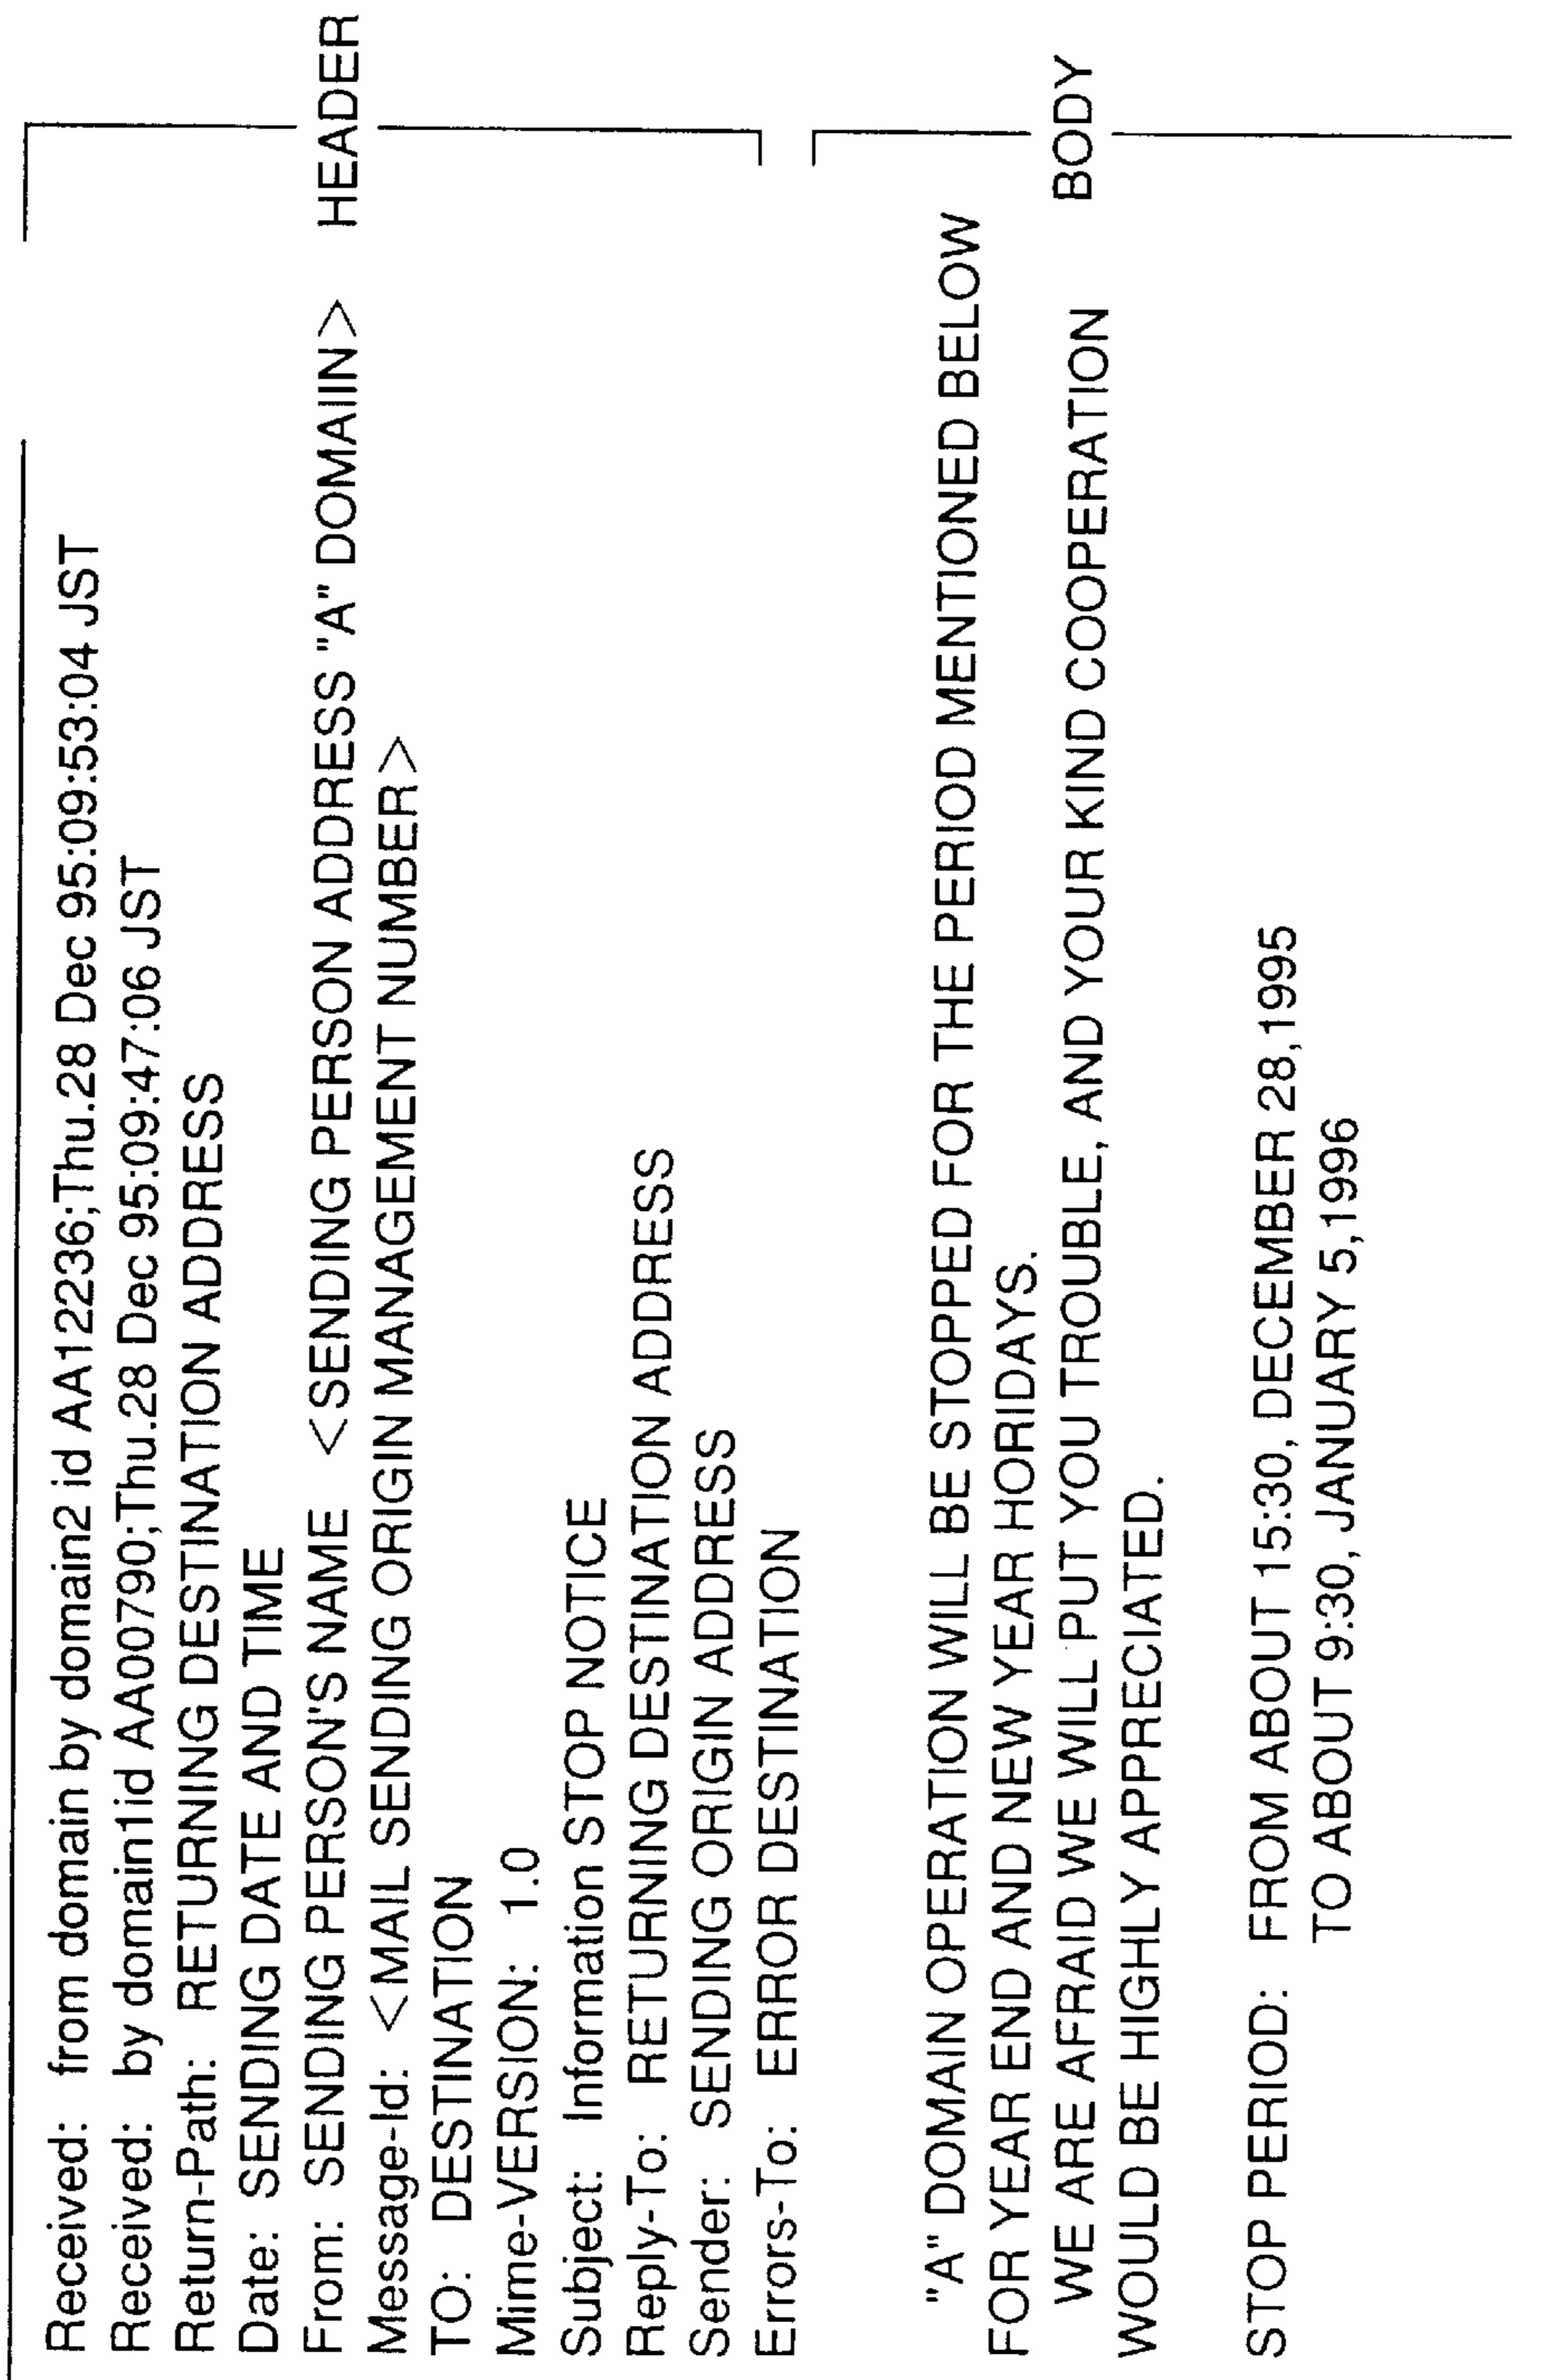 Received: from domain by domain2 id AA12236;Thu.28 Dec 95:09:53:04 JST
Received: by domain1id AA00790;Thu.28 Dec 95:09:47:06 JST
Return-Path: RETURNING DESTINATION ADDRESS
Date: SENDING DATE AND TIME
From: SENDING PERSON'S NAME <SENDING PERSON ADDRESS "A" DOMAIIN>
HEADER
Message-Id: <MAIL SENDING ORIGIN MANAGEMENT NUMBER>
TO: DESTINATION
Mime-VERSION: 1.0
Subject: Information STOP NOTICE
Reply-To: RETURNING DESTINATION ADDRESS
Sender: SENDING ORIGIN ADDRESS
Errors-To: ERROR DESTINATION
"A" DOMAIN OPERATION WILL BE STOPPED FOR THE PERIOD MENTIONED BELOW
FOR YEAR END AND NEW YEAR HORIDAYS.
WE ARE AFRAID WE WILL PUT YOU TROUBLE, AND YOUR KIND COOPERATION
BODY
WOULD BE HIGHLY APPRECIATED.
STOP PERIOD: FROM ABOUT 15:30, DECEMBER 28,1995
TO ABOUT 9:30, JANUARY 5,1996